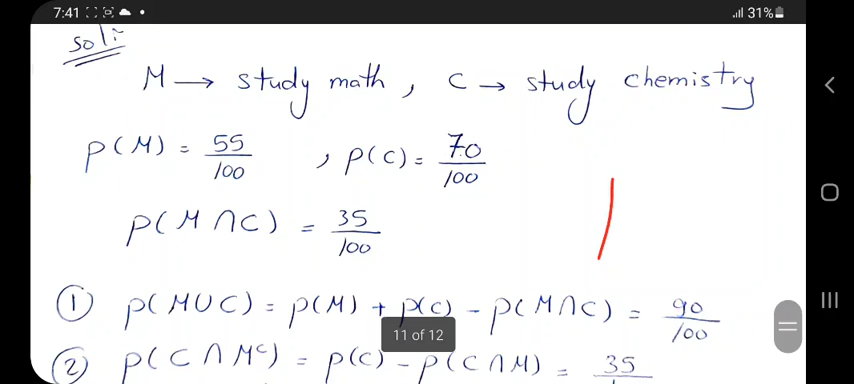 7:41 31%
Sol:
M → study math, C → study chemistry
P(M) = 55/100, P(C) = 70/100
P(M ∩ C) = 35/100
① P(M∪C) = P(M) + P(C) - P(M∩C) = 90/100
11 of 12
② P(C∩Mᶜ) = P(C) - P(C∩M) = 35